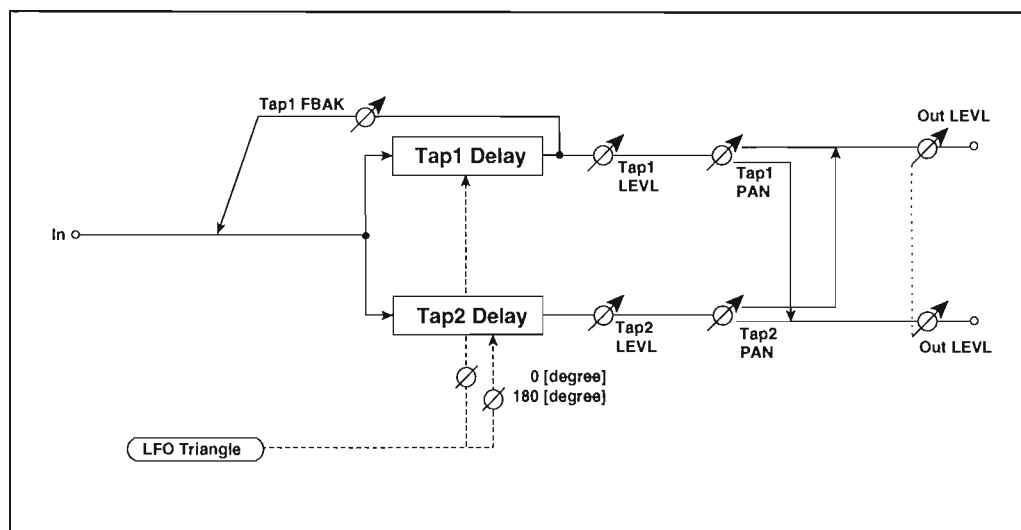 Tap1 FBAK
Out LEVL
Tap1 Delay
Tap1
LEVL
Tap1
PAN
In
Tap2 Delay
Tap2
LEVL
Tap2
PAN
Out LEVL
0 [degree]
180 [degree]
LFO Triangle